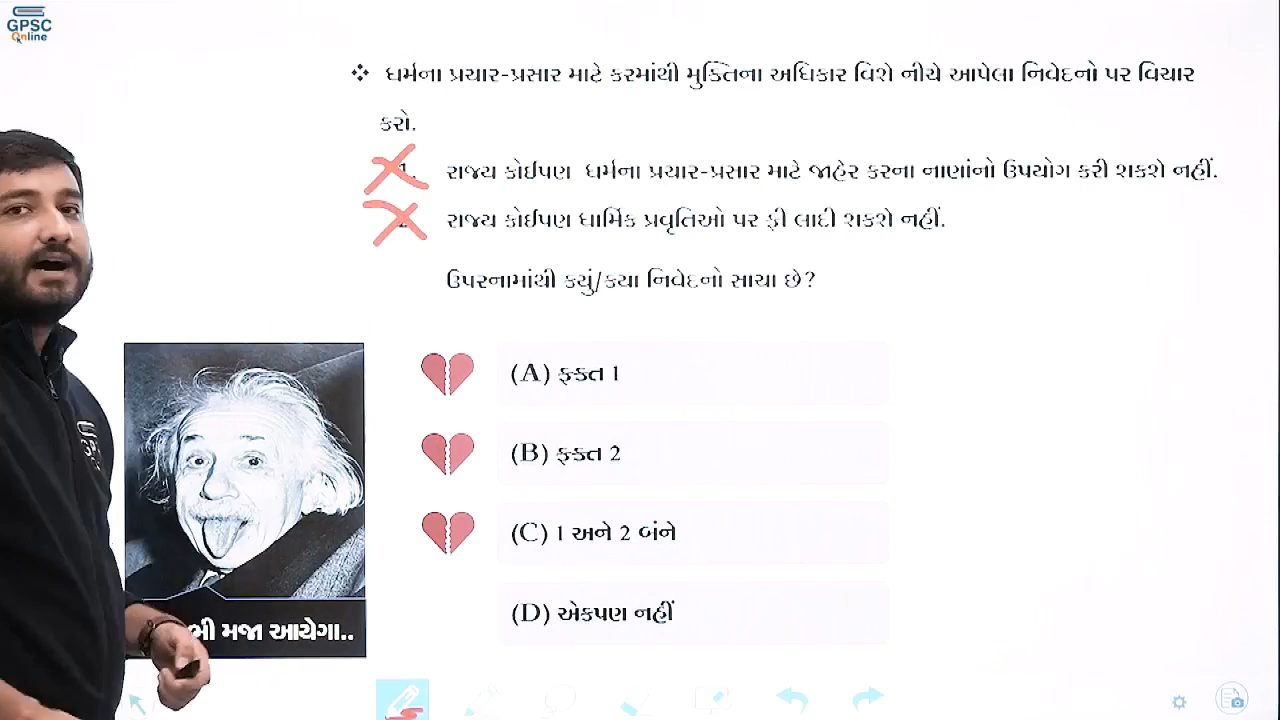 GPSC
Online
❖ ધર્મના પ્રચાર-પ્રસાર માટે કરમાંથી મુક્તિના અધિકાર વિશે નીચે આપેલા નિવેદનો પર વિચાર
કરો.
1. રાજ્ય કોઈપણ ધર્મના પ્રચાર-પ્રસાર માટે જાહેર કરના નાણાંનો ઉપયોગ કરી શકશે નહીં.
રાજ્ય કોઈપણ ધાર્મિક પ્રવૃતિઓ પર ફી લાદી શકશે નહીં.
ઉપરનામાંથી કયું/કયા નિવેદનો સાચા છે?
(A) ફક્ત 1
(B) ફક્ત 2
(C) 1 અને 2 બંને
(D) એકપણ નહીં
ભી મજા આયેગા..